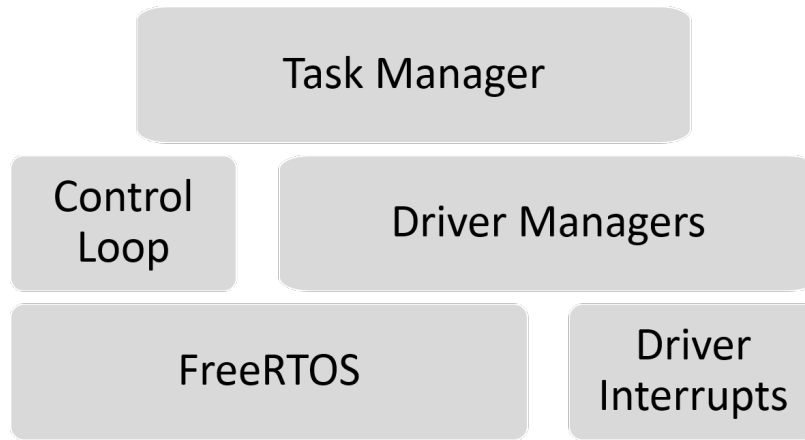 Task Manager
Control
Loop
Driver Managers
FreeRTOS
Driver
Interrupts